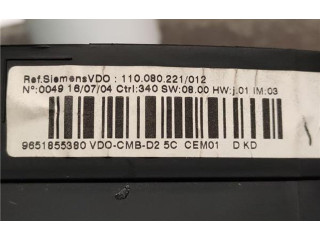 Ref.SiemensVDO : 110.080.221/012
N°:0049 16/07/04 Ctrl:340 SW:08.00 HW:j.01 IM:03
9651855380 VDO-CMB-D2 5C CEM01 D KD